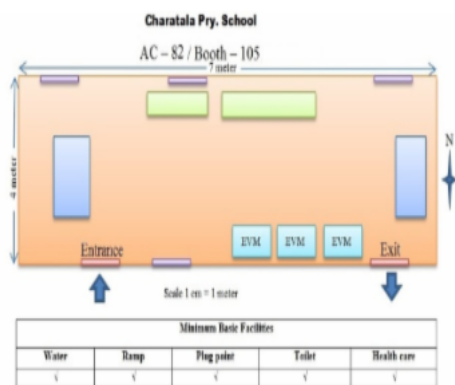 Charatala Pry. School
AC – 82 / Booth – 105
7 meter
4 meter
N
EVM EVM EVM
Entrance Exit
Scale 1 cm = 1 meter
Minimum Basic Facilities
Water Ramp Plug point Toilet Health care
√ √ √ √ √